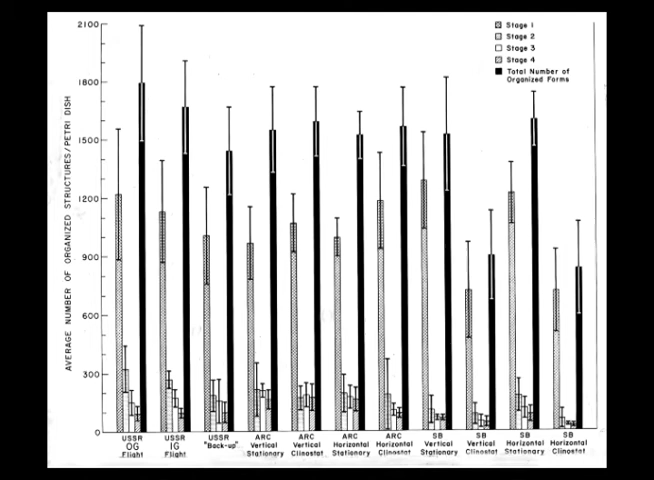 2100
1800
1500
1200
900
600
300
0
AVERAGE NUMBER OF ORGANIZED STRUCTURES/PETRI DISH
Stage 1
Stage 2
Stage 3
Stage 4
Total Number of
Organized Forms
USSR
OG
Flight
USSR
IG
Flight
USSR
"Back-up"
ARC
Vertical
Stationary
ARC
Vertical
Clinostat
ARC
Horizontal
Stationary
ARC
Horizontal
Clinostat
SB
Vertical
Stationary
SB
Vertical
Clinostat
SB
Horizontal
Stationary
SB
Horizontal
Clinostat